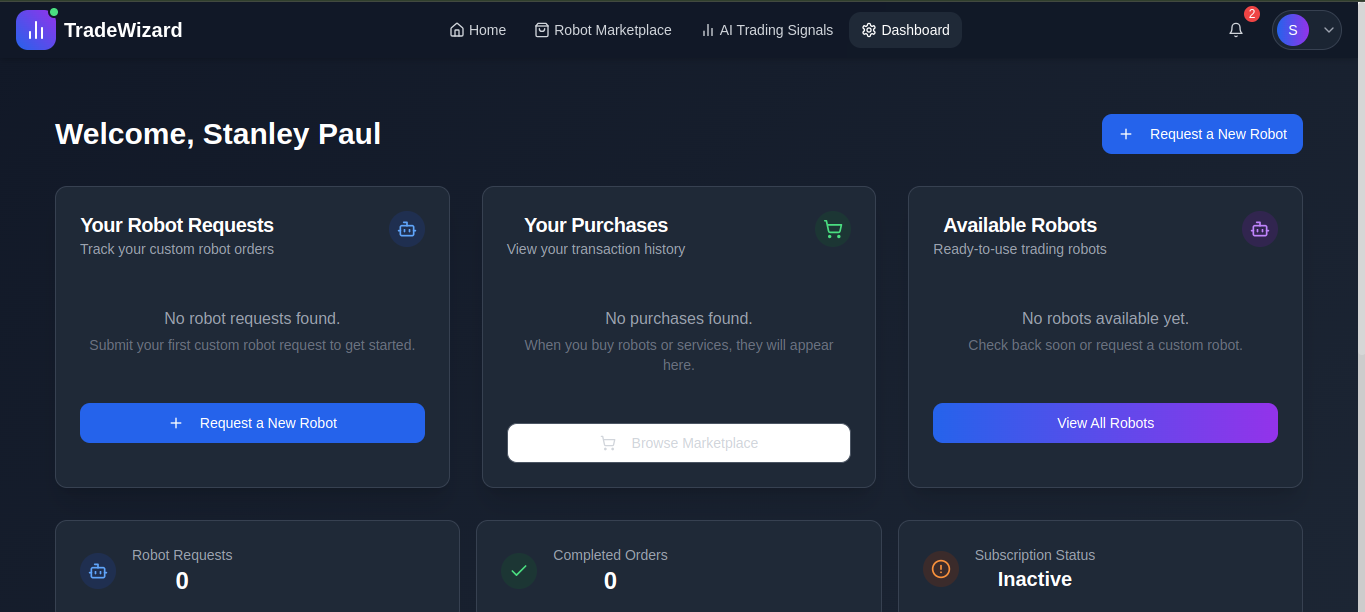 TradeWizard
Home
Robot Marketplace
AI Trading Signals
Dashboard
2
S
Welcome, Stanley Paul
Request a New Robot
Your Robot Requests
Track your custom robot orders
No robot requests found.
Submit your first custom robot request to get started.
Request a New Robot
Your Purchases
View your transaction history
No purchases found.
When you buy robots or services, they will appear
here.
Browse Marketplace
Available Robots
Ready-to-use trading robots
No robots available yet.
Check back soon or request a custom robot.
View All Robots
Robot Requests
0
Completed Orders
0
Subscription Status
Inactive